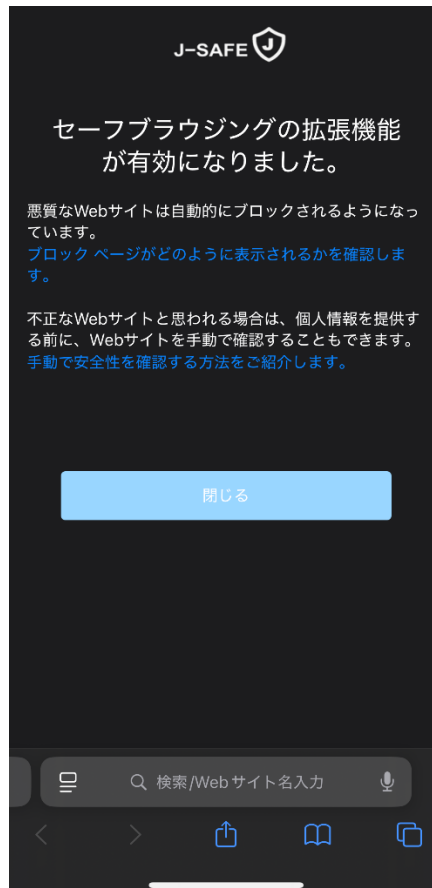 J-SAFE J
セーフブラウジングの拡張機能
が有効になりました。
悪質なWebサイトは自動的にブロックされるようになっ
ています。
ブロック ページがどのように表示されるかを確認しま
す。
不正なWebサイトと思われる場合は、個人情報を提供す
る前に、Webサイトを手動で確認することもできます。
手動で安全性を確認する方法をご紹介します。
閉じる
検索/Webサイト名入力